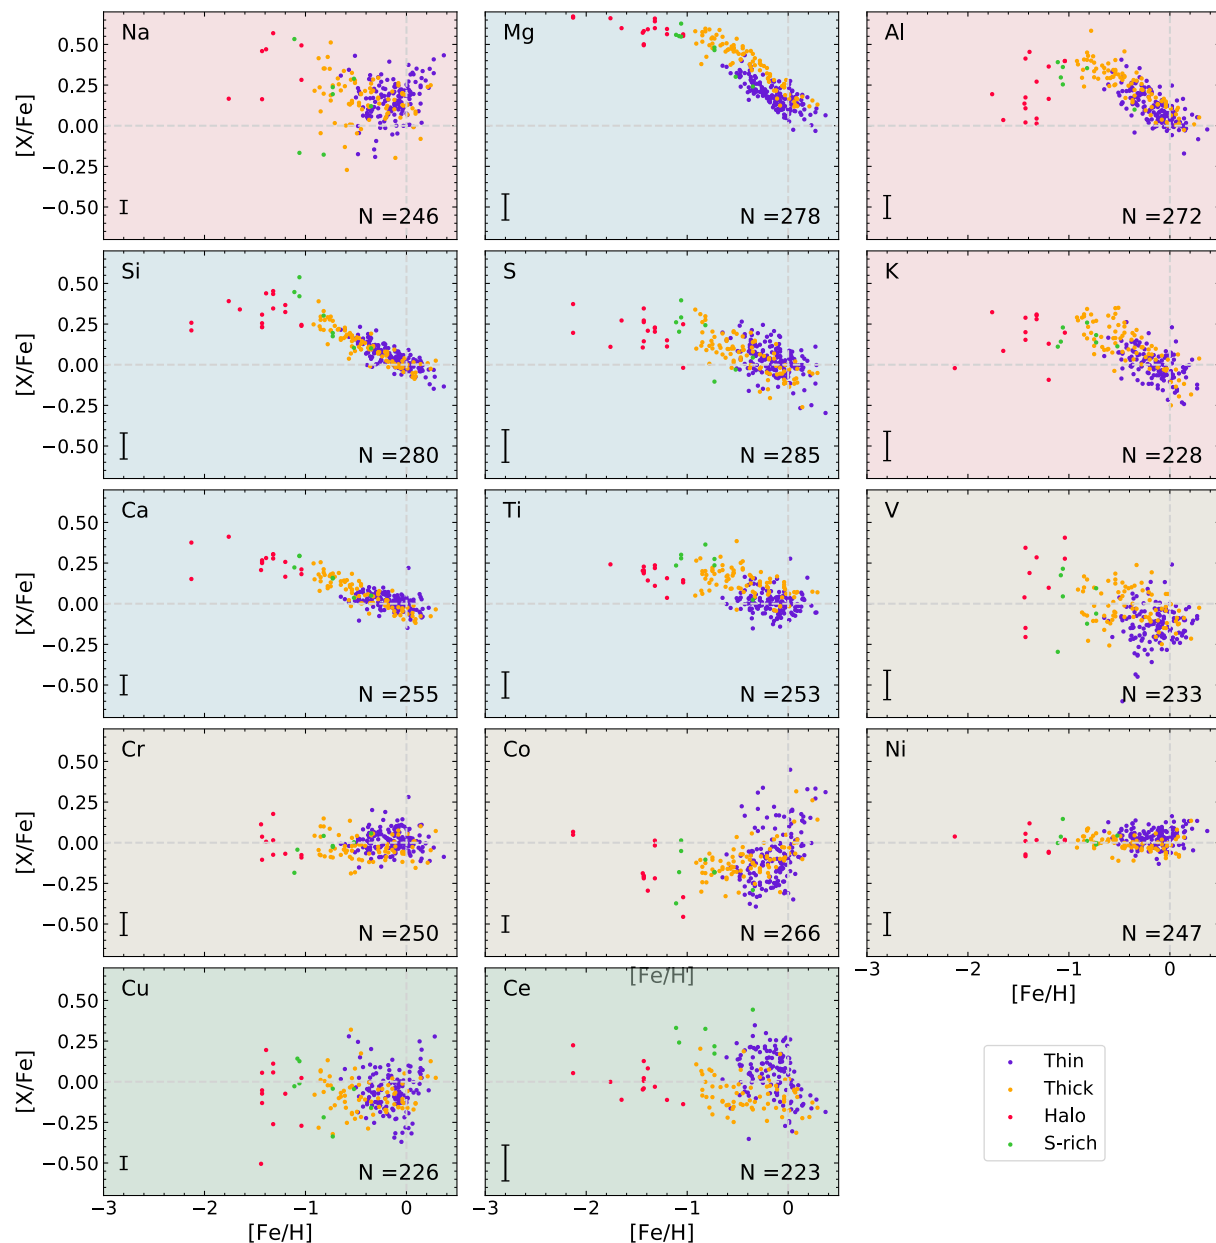 Na
Mg
Al
0.50
0.25
0.00
−0.25
−0.50
[X/Fe]
N =246
N =278
N =272
Si
S
K
0.50
0.25
0.00
−0.25
−0.50
[X/Fe]
N =280
N =285
N =228
Ca
Ti
V
0.50
0.25
0.00
−0.25
−0.50
[X/Fe]
N =255
N =253
N =233
Cr
Co
Ni
0.50
0.25
0.00
−0.25
−0.50
[X/Fe]
N =250
N =266
N =247
[Fe/H]
−3 −2 −1 0
[Fe/H]
Cu
Ce
0.50
0.25
0.00
−0.25
−0.50
[X/Fe]
N =226
N =223
−3 −2 −1 0
[Fe/H]
−3 −2 −1 0
[Fe/H]
Thin
Thick
Halo
S-rich